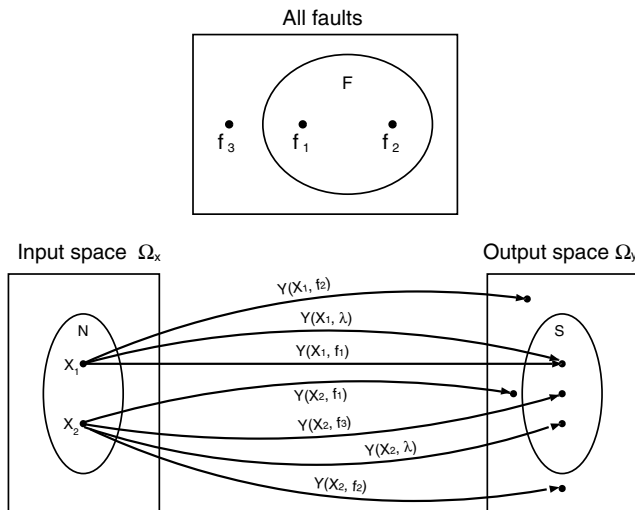 All faults
F
f3 f1 f2
Input space Ωx
Output space Ωy
N
S
X1
X2
Y(X1, f2)
Y(X1, λ)
Y(X1, f1)
Y(X2, f1)
Y(X2, f3)
Y(X2, λ)
Y(X2, f2)